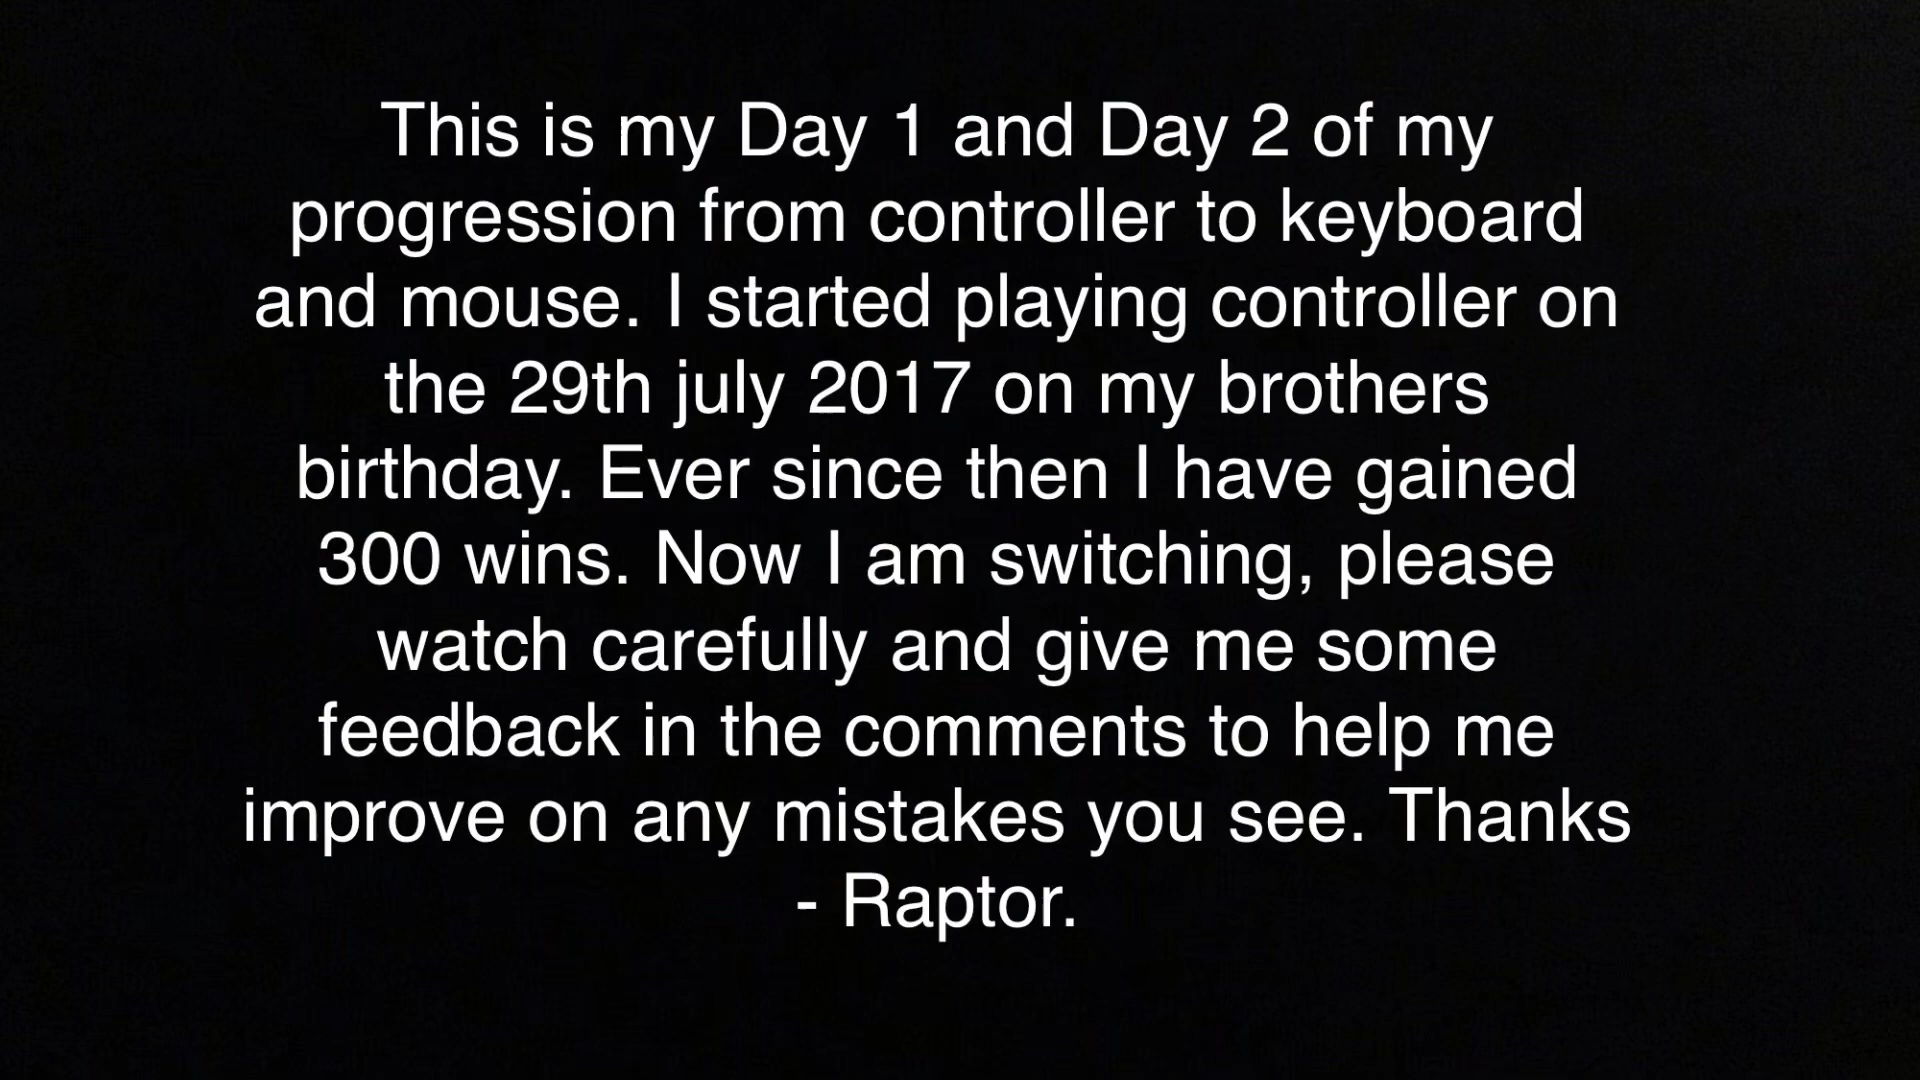 This is my Day 1 and Day 2 of my
progression from controller to keyboard
and mouse. I started playing controller on
the 29th july 2017 on my brothers
birthday. Ever since then I have gained
300 wins. Now I am switching, please
watch carefully and give me some
feedback in the comments to help me
improve on any mistakes you see. Thanks
- Raptor.